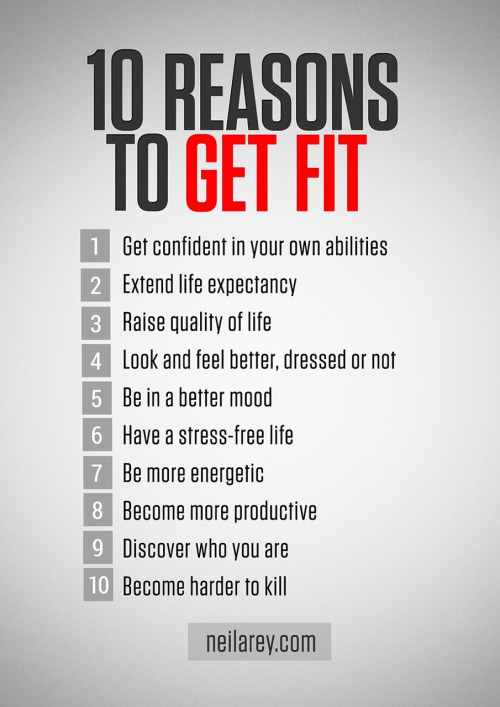 10 REASONS
TO GET FIT
1 Get confident in your own abilities
2 Extend life expectancy
3 Raise quality of life
4 Look and feel better, dressed or not
5 Be in a better mood
6 Have a stress-free life
7 Be more energetic
8 Become more productive
9 Discover who you are
10 Become harder to kill
neilarey.com